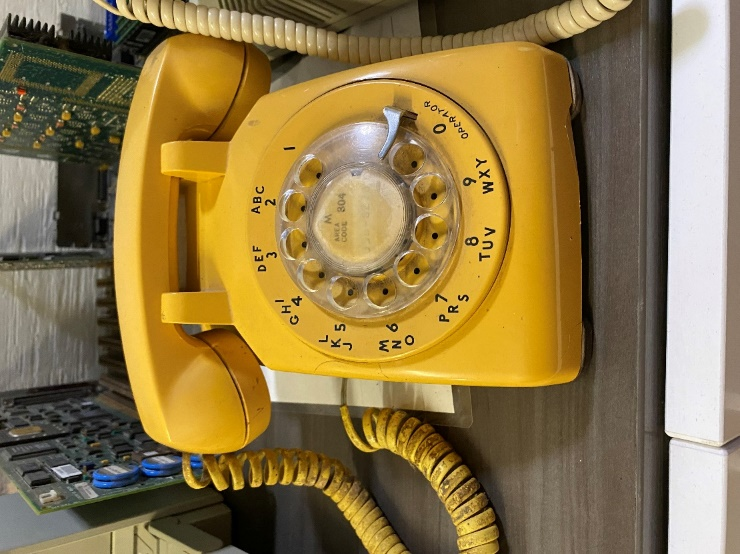 1
ABC
2
DEF
3
GHI
4
JKL
5
MNO
6
PRS
7
TUV
8
WXY
9
OPERATOR
0
AREA
CODE 304